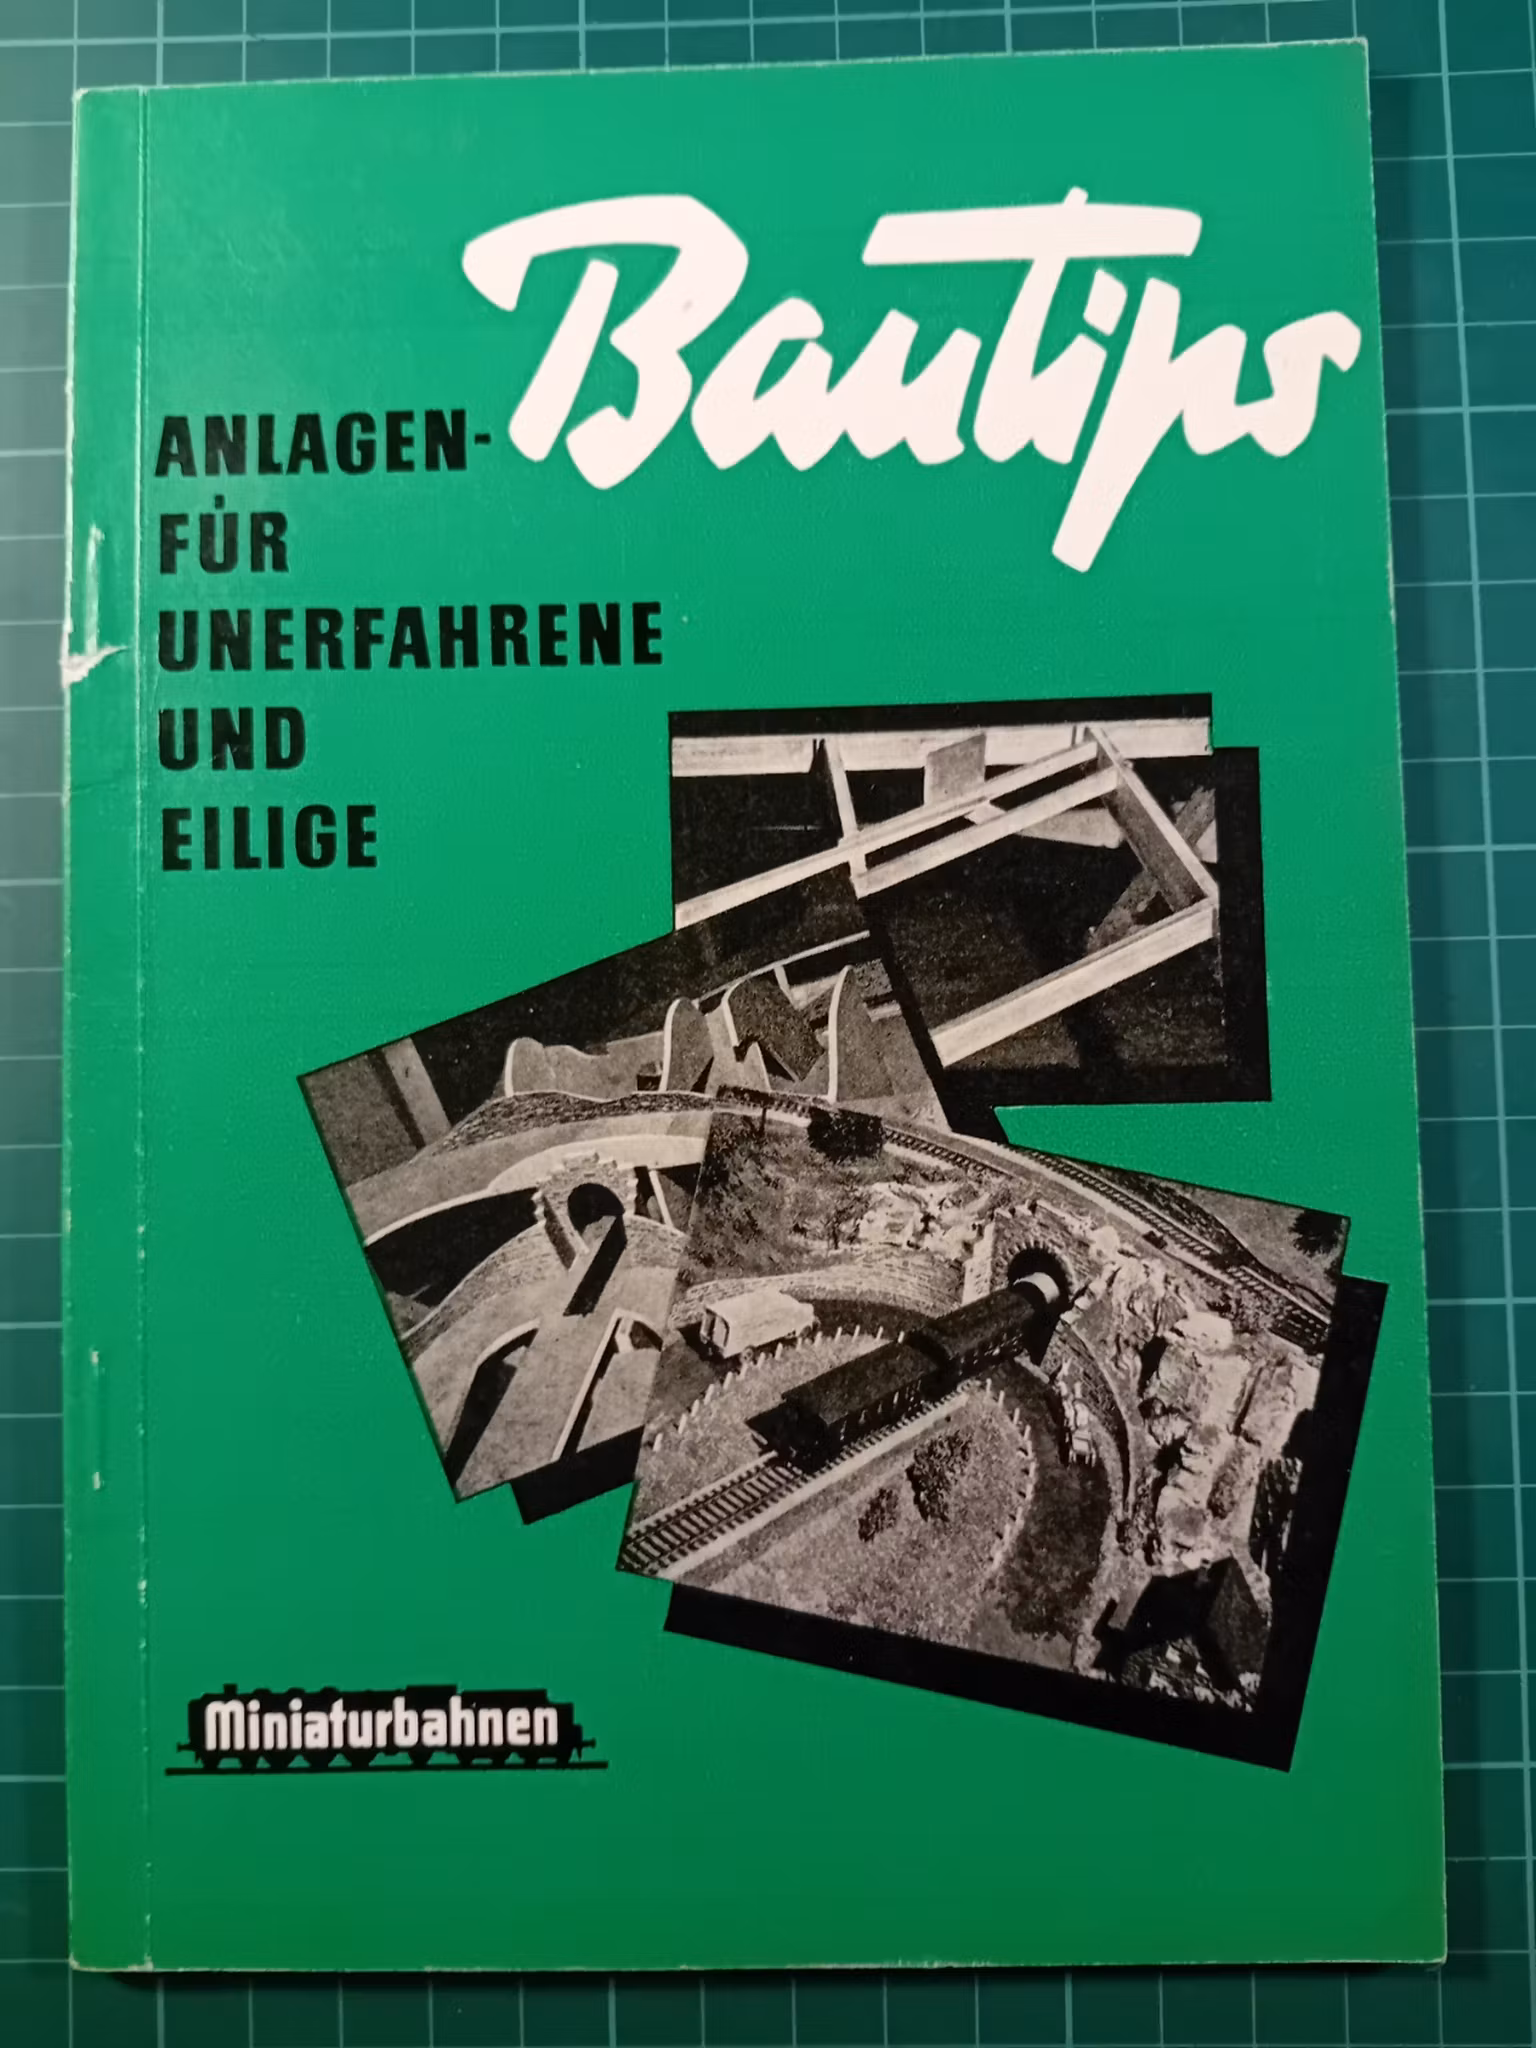 ANLAGEN-Bautips
FÜR
UNERFAHRENE
UND
EILIGE
Miniaturbahnen